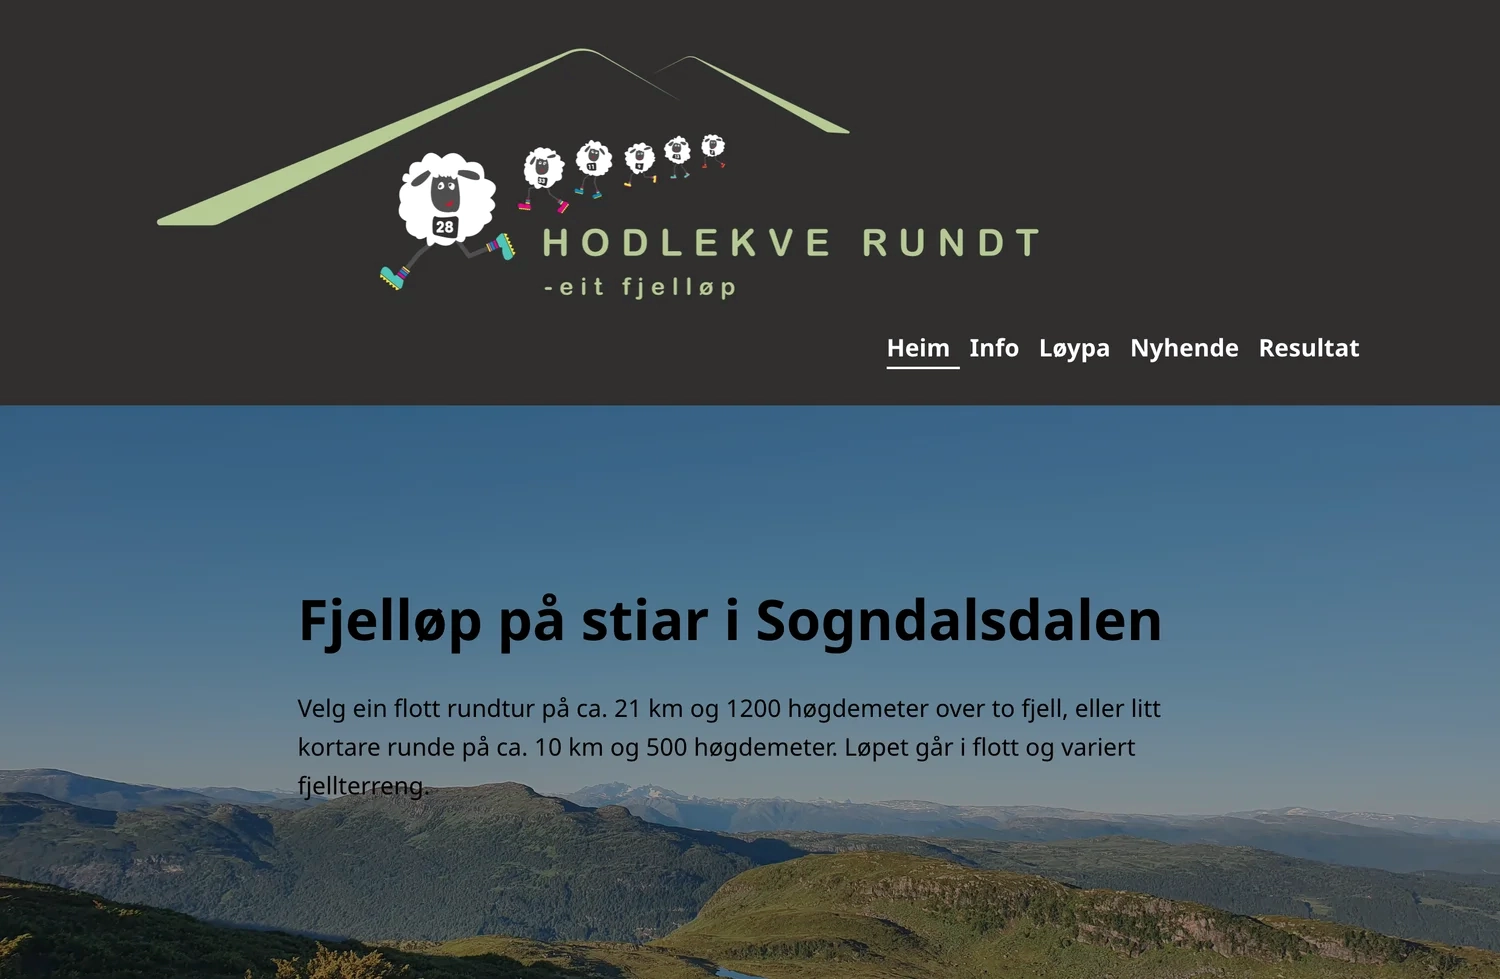 28
53
11
HODLEKVE RUNDT
-eit fjelløp
Heim Info Løypa Nyhende Resultat
Fjelløp på stiar i Sogndalsdalen
Velg ein flott rundtur på ca. 21 km og 1200 høgdemeter over to fjell, eller litt
kortare runde på ca. 10 km og 500 høgdemeter. Løpet går i flott og variert
fjellterreng.